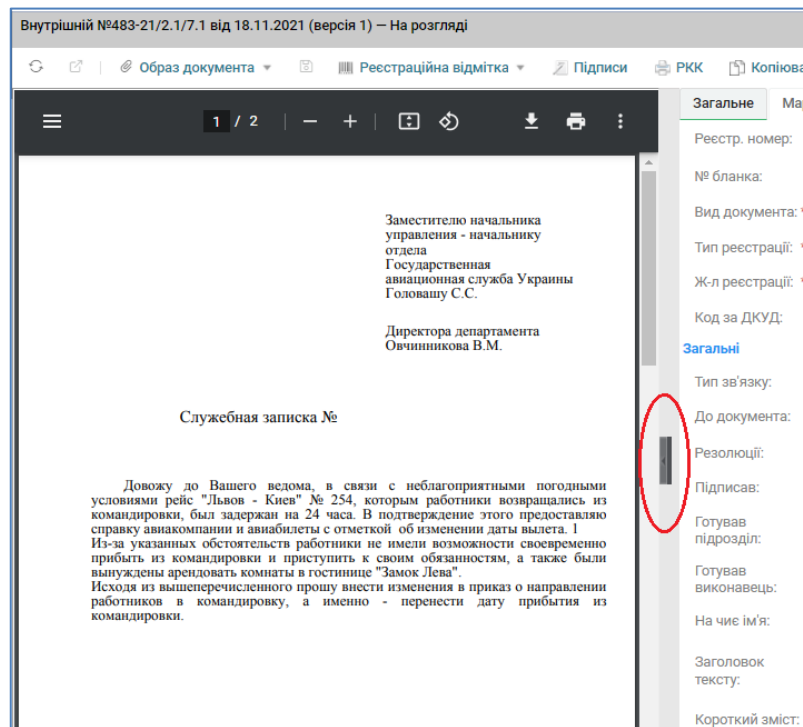 Внутрішній №483-21/2.1/7.1 від 18.11.2021 (версія 1) — На розгляді
Образ документа
Реєстраційна відмітка
Підписи
РКК
Копіюва
1 / 2
Заместителю начальника
управления - начальнику
отдела
Государственная
авиационная служба Украины
Головашу С.С.
Директора департамента
Овчинникова В.М.
Служебная записка №
Довожу до Вашего ведома, в связи с неблагоприятными погодными
условиями рейс "Львов - Киев" № 254, которым работники возвращались из
командировки, был задержан на 24 часа. В подтверждение этого предоставляю
справку авиакомпании и авиабилеты с отметкой об изменении даты вылета. 1
Из-за указанных обстоятельств работники не имели возможности своевременно
прибыть из командировки и приступить к своим обязанностям, а также были
вынуждены арендовать комнаты в гостинице "Замок Лева".
Исходя из вышеперечисленного прошу внести изменения в приказ о направлении
работников в командировку, а именно - перенести дату прибытия из
командировки.
Загальне
Мар
Реєстр. номер:
№ бланка:
Вид документа: *
Тип реєстрації: *
Ж-л реєстрації: *
Код за ДКУД:
Загальні
Тип зв'язку:
До документа:
Резолюції:
Підписав:
Готував
підрозділ:
Готував
виконавець:
На чиє ім'я:
Заголовок
тексту:
Короткий зміст: